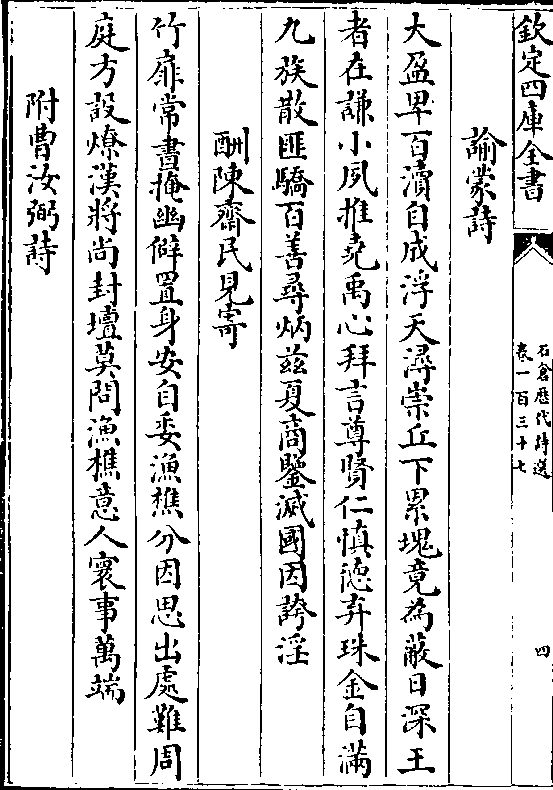 欽定四庫全書
石倉歷代詩選
卷一百三十七
四
論蒙詩
大盈卑百瀆自成浮天潯崇丘下累塊竟為蔽日深王
者在謙小夙推堯禹心拜言尊賢仁慎德弃珠金自滿
九族散匪驕百善尋炳兹夏商鑒滅國因誇淫
酬陳齋民見寄
竹扉常晝掩幽僻置身安自委漁樵分因思出處難周
庭方設燎漢將尚封壇莫問漁樵意人寰事萬端
附曹汝弼詩